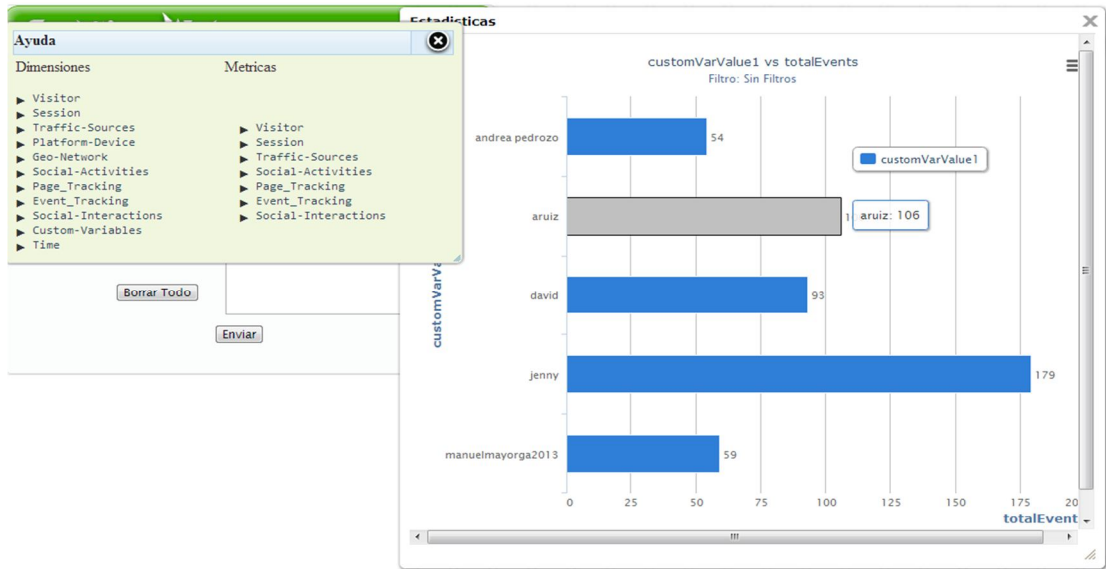 Ayuda
Dimensiones
Visitor
Session
Traffic-Sources
Platform-Device
Geo-Network
Social-Activities
Page_Tracking
Event_Tracking
Social-Interactions
Custom-Variables
Time
Metricas
Visitor
Session
Traffic-Sources
Social-Activities
Page_Tracking
Event_Tracking
Social-Interactions
Borrar Todo
Enviar
Estadisticas
customVarValue1 vs totalEvents
Filtro: Sin Filtros
andrea pedrozo
54
customVarValue1
aruiz
aruiz: 106
david
93
jenny
179
manuelmayorga2013
59
0 25 50 75 100 125 150 175 20
totalEvent
customVarVa